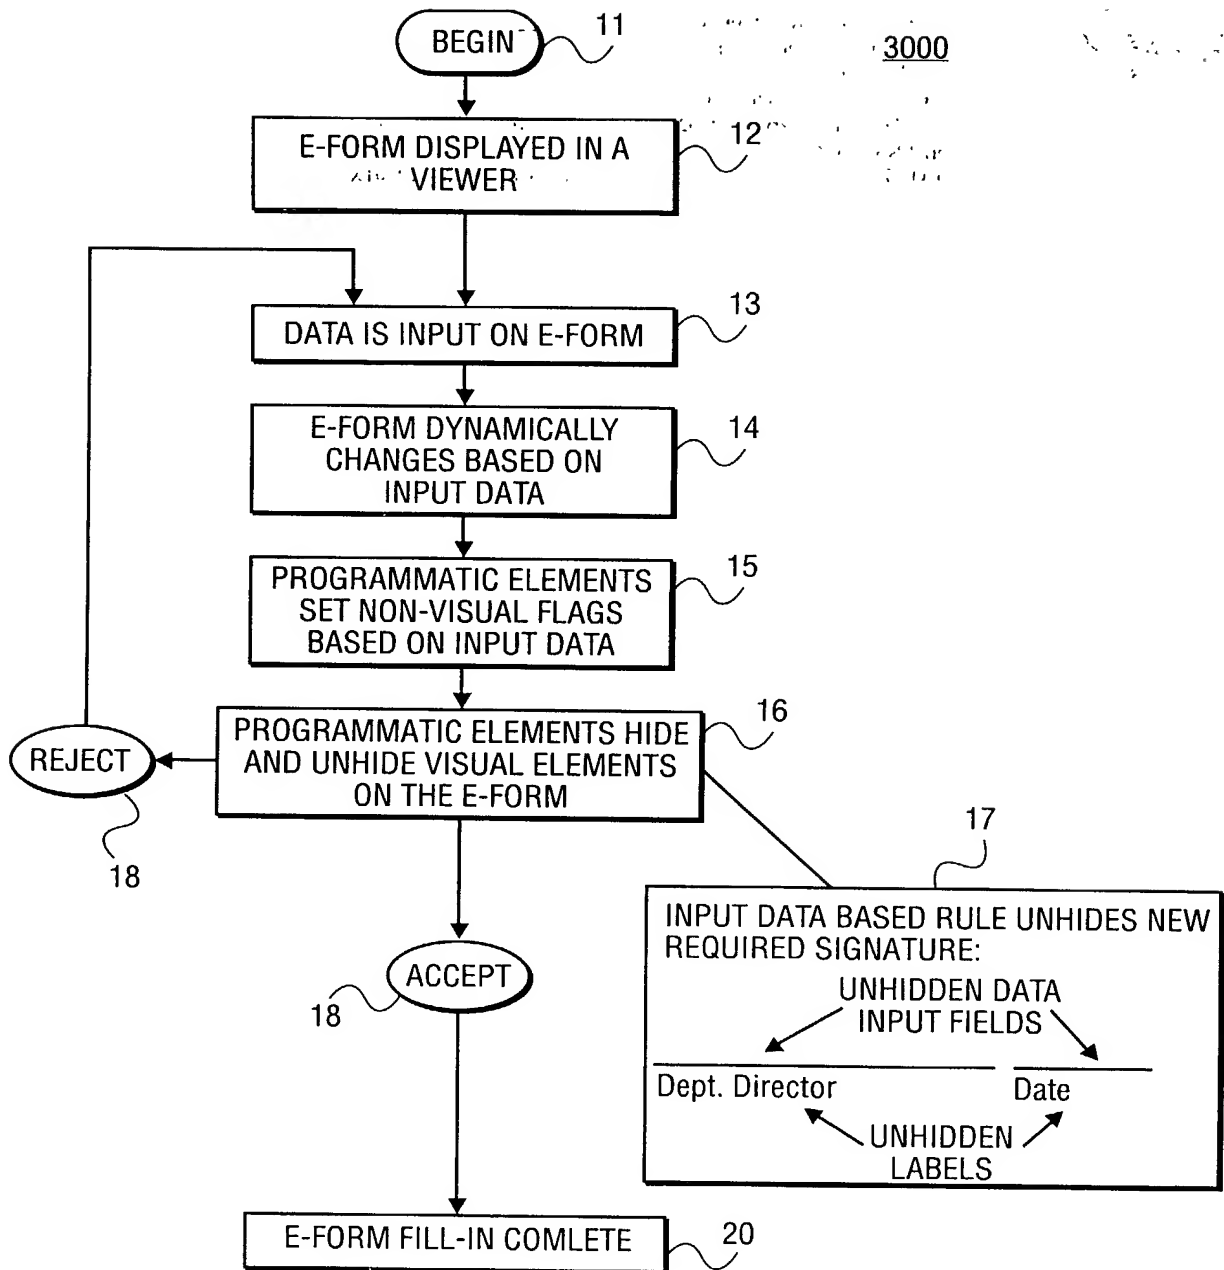 BEGIN
11
3000
E-FORM DISPLAYED IN A
VIEWER
12
DATA IS INPUT ON E-FORM
13
E-FORM DYNAMICALLY
CHANGES BASED ON
INPUT DATA
14
PROGRAMMATIC ELEMENTS
SET NON-VISUAL FLAGS
BASED ON INPUT DATA
15
PROGRAMMATIC ELEMENTS HIDE
AND UNHIDE VISUAL ELEMENTS
ON THE E-FORM
16
REJECT
18
17
INPUT DATA BASED RULE UNHIDES NEW
REQUIRED SIGNATURE:
UNHIDDEN DATA
INPUT FIELDS
Dept. Director
Date
UNHIDDEN
LABELS
ACCEPT
18
E-FORM FILL-IN COMLETE
20